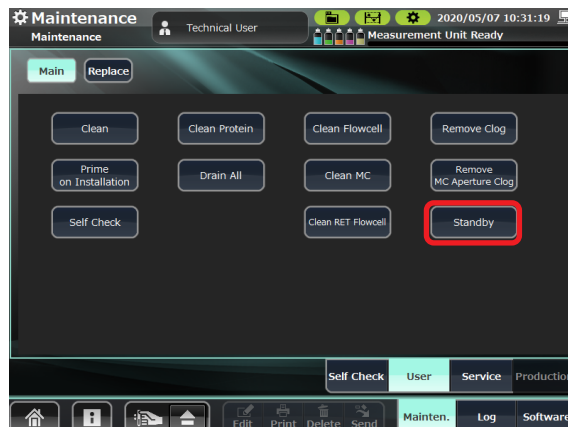 Maintenance
Maintenance
Technical User
2020/05/07 10:31:19
Measurement Unit Ready
Main
Replace
Clean
Clean Protein
Clean Flowcell
Remove Clog
Prime
on Installation
Drain All
Clean MC
Remove
MC Aperture Clog
Self Check
Clean RET Flowcell
Standby
Self Check
User
Service
Production
Edit
Print
Delete
Send
Mainten.
Log
Software